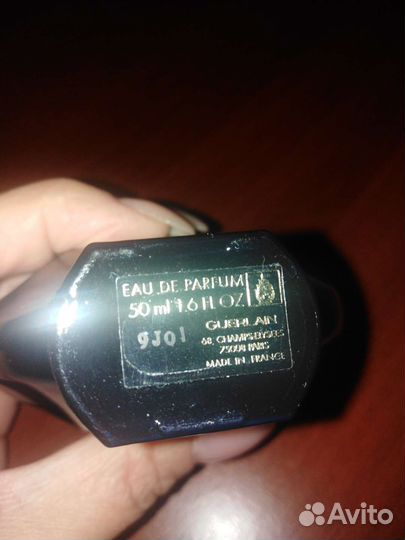 EAU DE PARFUM
50 ml 1.6 FL OZ
GUERLAIN
68, CHAMPS ELYSEES
75008 PARIS
MADE IN FRANCE
9J01
Avito